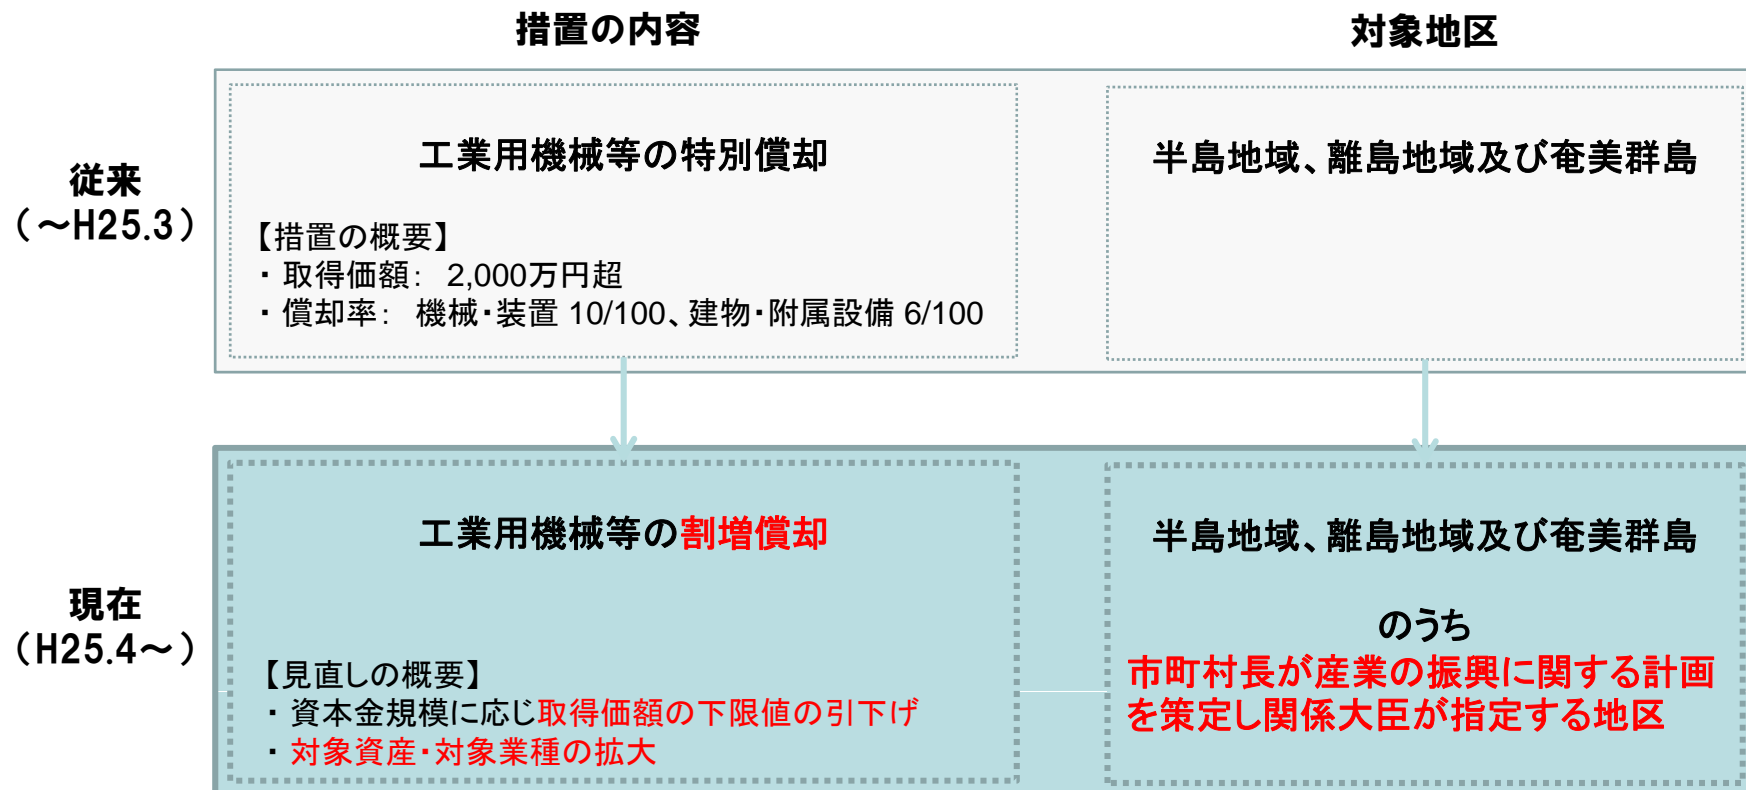 措置の内容
対象地区
従来
(～H25.3)
工業用機械等の特別償却
【措置の概要】
・取得価額： 2,000万円超
・償却率： 機械・装置 10/100、建物・附属設備 6/100
半島地域、離島地域及び奄美群島
現在
(H25.4～)
工業用機械等の割増償却
【見直しの概要】
・資本金規模に応じ取得価額の下限値の引下げ
・対象資産・対象業種の拡大
半島地域、離島地域及び奄美群島
のうち
市町村長が産業の振興に関する計画
を策定し関係大臣が指定する地区